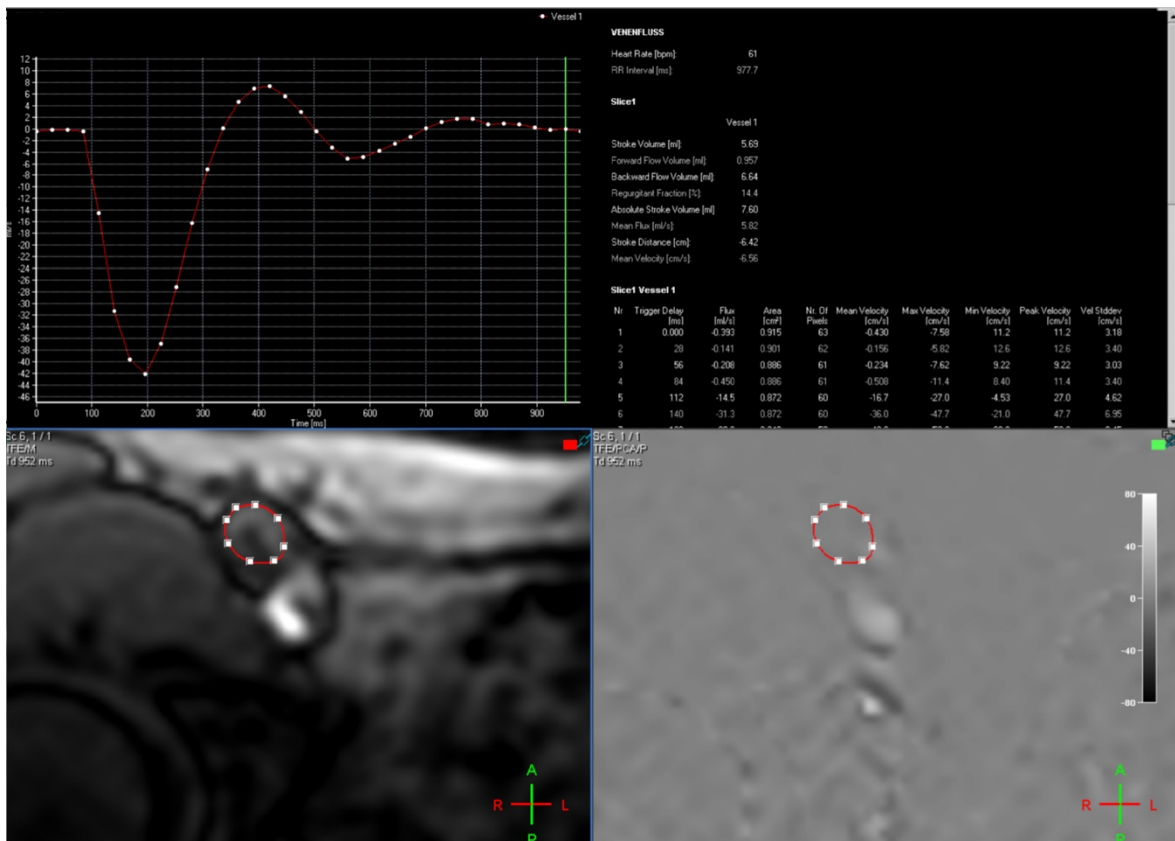 Vessel 1
12
10
8
6
4
2
0
-2
-4
-6
-8
-10
-12
-14
-16
-18
-20
-22
-24
-26
-28
-30
-32
-34
-36
-38
-40
-42
-44
-46
ml/s
0 100 200 300 400 500 600 700 800 900
Time [ms]
VENENFLUSS
Heart Rate [bpm]: 61
RR Interval [ms]: 977.7
Slice1
Vessel 1
Stroke Volume [ml]: 5.69
Forward Flow Volume [ml]: 0.957
Backward Flow Volume [ml]: 6.64
Regurgitant Fraction [%]: 14.4
Absolute Stroke Volume [ml] 7.60
Mean Flux [ml/s]: 5.82
Stroke Distance [cm]: -6.42
Mean Velocity [cm/s]: -6.56
Slice1 Vessel 1
Nr Trigger Delay Flux Area Nr. Of Mean Velocity Max Velocity Min Velocity Peak Velocity Vel Stddev
[ms] [ml/s] [cm²] Pixels [cm/s] [cm/s] [cm/s] [cm/s] [cm/s]
1 0.000 -0.393 0.915 63 -0.430 -7.58 11.2 11.2 3.18
2 28 -0.141 0.901 62 -0.156 -5.82 12.6 12.6 3.40
3 56 -0.208 0.886 61 -0.234 -7.62 9.22 9.22 3.03
4 84 -0.450 0.886 61 -0.508 -11.4 8.40 11.4 3.40
5 112 -14.5 0.872 60 -16.7 -27.0 -4.53 27.0 4.62
6 140 -31.3 0.872 60 -36.0 -47.7 -21.0 47.7 6.95
Sc 6, 1 / 1
TFE/M
Td 952 ms
A
R L
P
Sc 6, 1 / 1
TFE/PCA/P
Td 952 ms
80
40
0
-40
-80
A
R L
P